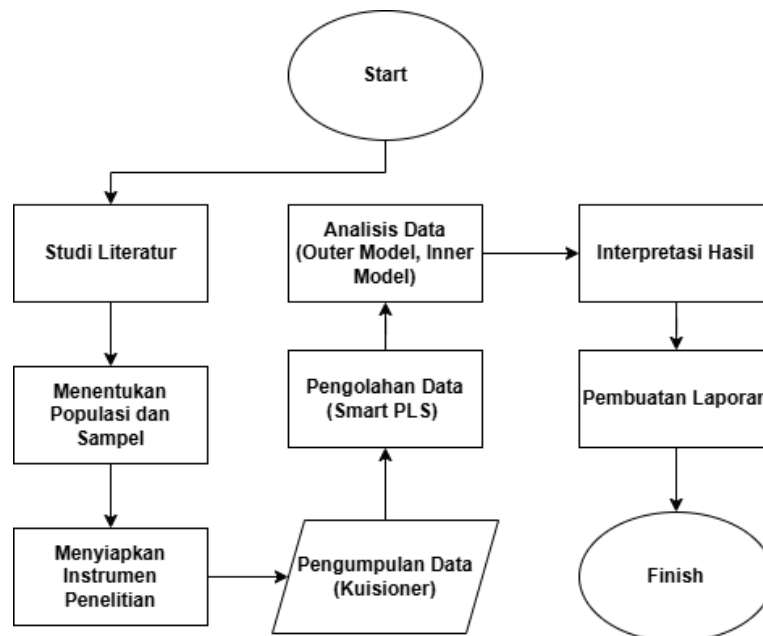 Start
Studi Literatur
Menentukan
Populasi dan
Sampel
Menyiapkan
Instrumen
Penelitian
Pengumpulan Data
(Kuisioner)
Pengolahan Data
(Smart PLS)
Analisis Data
(Outer Model, Inner
Model)
Interpretasi Hasil
Pembuatan Laporan
Finish